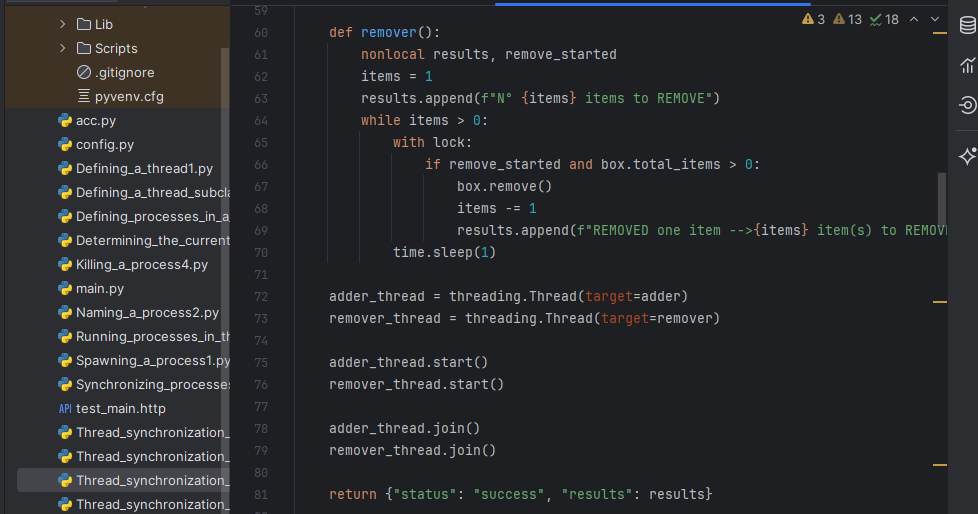 Lib
Scripts
.gitignore
pyvenv.cfg
acc.py
config.py
Defining_a_thread1.py
Defining_a_thread_subcla
Defining_processes_in_a_
Determining_the_current
Killing_a_process4.py
main.py
Naming_a_process2.py
Running_processes_in_th
Spawning_a_process1.py
Synchronizing_processes
API test_main.http
Thread_synchronization_
Thread_synchronization_
Thread_synchronization_
Thread_synchronization_
3 13 18
59
60 def remover():
61 nonlocal results, remove_started
62 items = 1
63 results.append(f"N° {items} items to REMOVE")
64 while items > 0:
65 with lock:
66 if remove_started and box.total_items > 0:
67 box.remove()
68 items -= 1
69 results.append(f"REMOVED one item -->{items} item(s) to REMOV
70 time.sleep(1)
71
72 adder_thread = threading.Thread(target=adder)
73 remover_thread = threading.Thread(target=remover)
74
75 adder_thread.start()
76 remover_thread.start()
77
78 adder_thread.join()
79 remover_thread.join()
80
81 return {"status": "success", "results": results}